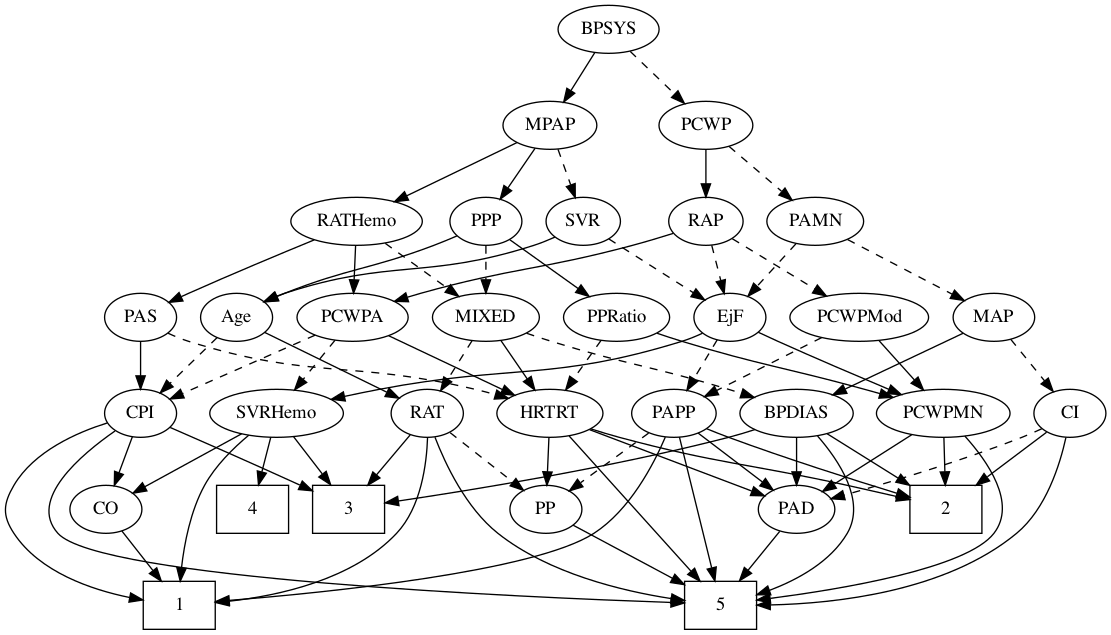 BPSYS
MPAP
PCWP
RATHemo
PPP
SVR
RAP
PAMN
PAS
Age
PCWPA
MIXED
PPRatio
EjF
PCWPMod
MAP
CPI
SVRHemo
RAT
HRTRT
PAPP
BPDIAS
PCWPMN
CI
CO
4
3
PP
PAD
2
1
5